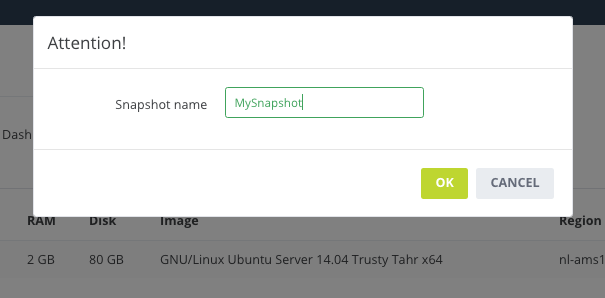 Attention!
Snapshot name MySnapshot
OK CANCEL
Dash
RAM Disk Image Region
2 GB 80 GB GNU/Linux Ubuntu Server 14.04 Trusty Tahr x64 nl-ams1